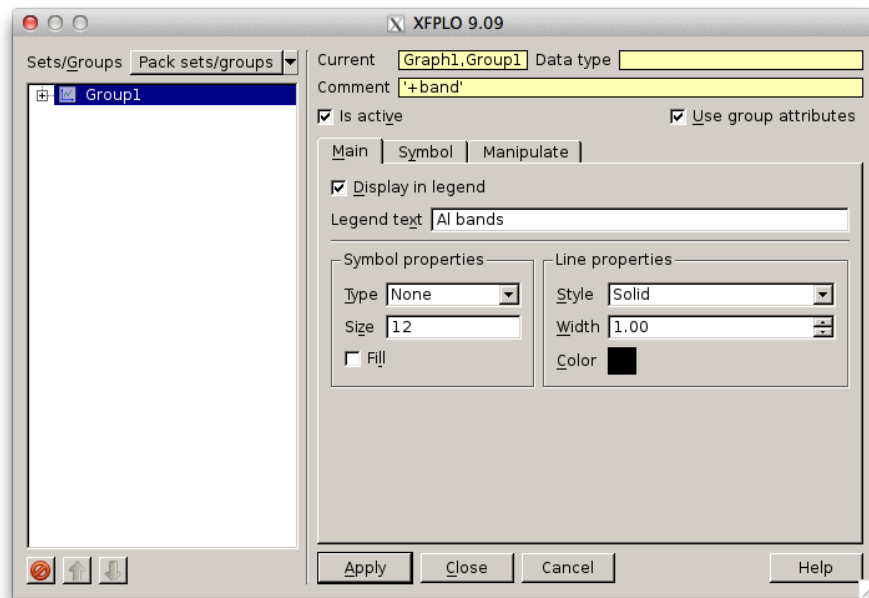 XFPLO 9.09
Sets/Groups Pack sets/groups
Group1
Current Graph1,Group1 Data type
Comment '+band'
Is active Use group attributes
Main Symbol Manipulate
Display in legend
Legend text Al bands
Symbol properties
Type None
Size 12
Fill
Line properties
Style Solid
Width 1.00
Color
Apply Close Cancel Help